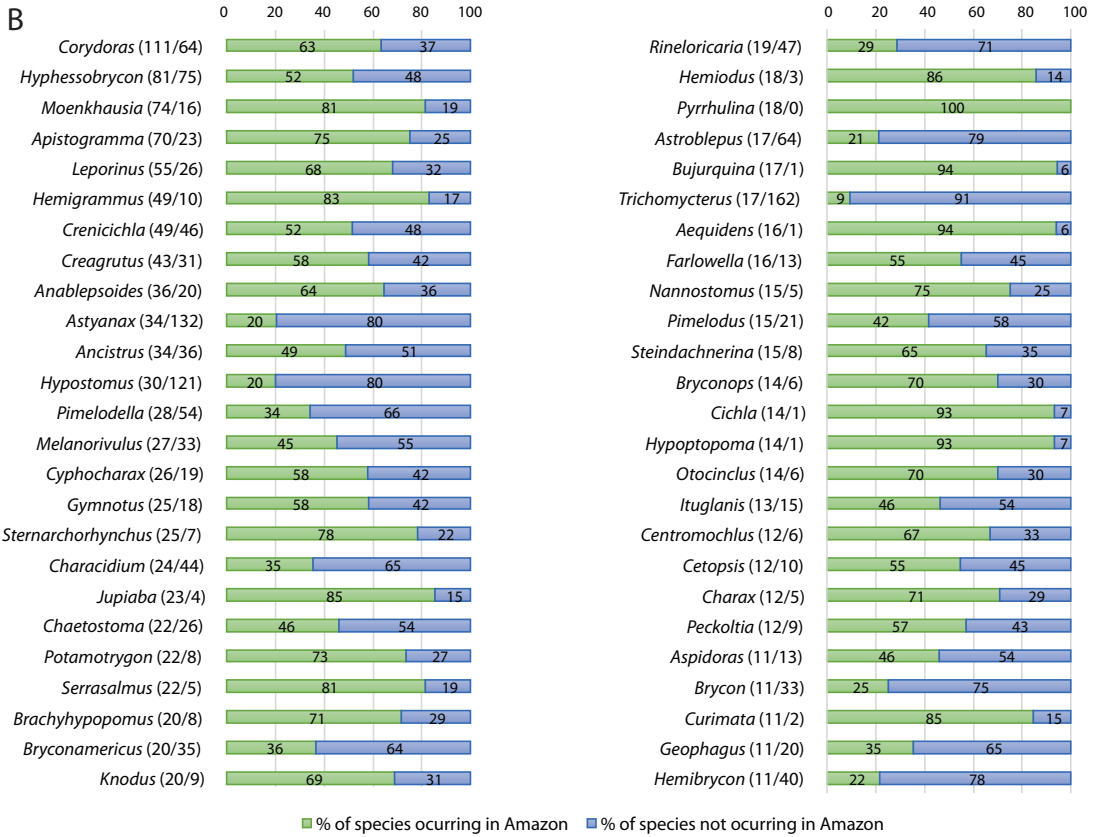 B
0 20 40 60 80 100
Corydoras (111/64) 63 37
Hyphessobrycon (81/75) 52 48
Moenkhausia (74/16) 81 19
Apistogramma (70/23) 75 25
Leporinus (55/26) 68 32
Hemigrammus (49/10) 83 17
Crenicichla (49/46) 52 48
Creagrutus (43/31) 58 42
Anablepsoides (36/20) 64 36
Astyanax (34/132) 20 80
Ancistrus (34/36) 49 51
Hypostomus (30/121) 20 80
Pimelodella (28/54) 34 66
Melanorivulus (27/33) 45 55
Cyphocharax (26/19) 58 42
Gymnotus (25/18) 58 42
Sternarchorhynchus (25/7) 78 22
Characidium (24/44) 35 65
Jupiaba (23/4) 85 15
Chaetostoma (22/26) 46 54
Potamotrygon (22/8) 73 27
Serrasalmus (22/5) 81 19
Brachyhypopomus (20/8) 71 29
Bryconamericus (20/35) 36 64
Knodus (20/9) 69 31
0 20 40 60 80 100
Rineloricaria (19/47) 29 71
Hemiodus (18/3) 86 14
Pyrrhulina (18/0) 100
Astroblepus (17/64) 21 79
Bujurquina (17/1) 94 6
Trichomycterus (17/162) 9 91
Aequidens (16/1) 94 6
Farlowella (16/13) 55 45
Nannostomus (15/5) 75 25
Pimelodus (15/21) 42 58
Steindachnerina (15/8) 65 35
Bryconops (14/6) 70 30
Cichla (14/1) 93 7
Hypoptopoma (14/1) 93 7
Otocinclus (14/6) 70 30
Ituglanis (13/15) 46 54
Centromochlus (12/6) 67 33
Cetopsis (12/10) 55 45
Charax (12/5) 71 29
Peckoltia (12/9) 57 43
Aspidoras (11/13) 46 54
Brycon (11/33) 25 75
Curimata (11/2) 85 15
Geophagus (11/20) 35 65
Hemibrycon (11/40) 22 78
% of species ocurring in Amazon % of species not ocurring in Amazon